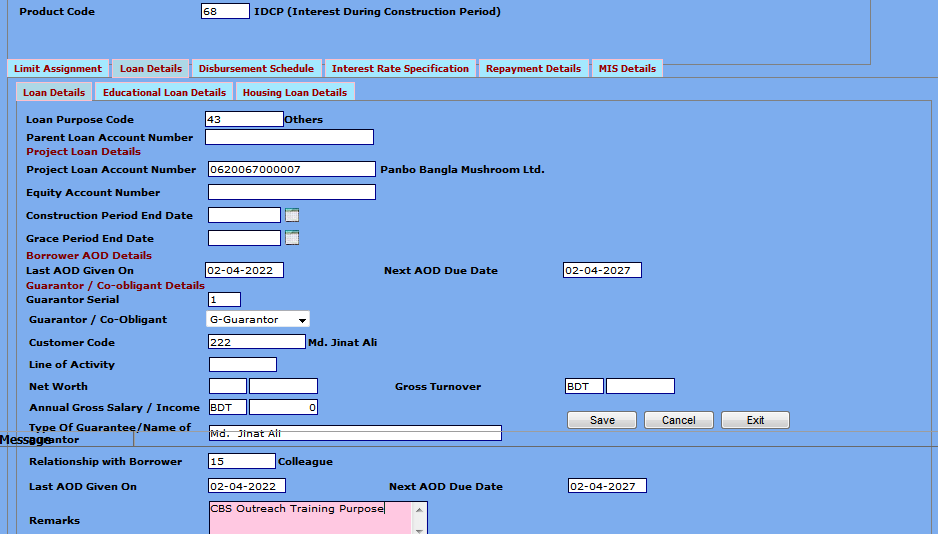 Product Code 68 IDCP (Interest During Construction Period)
Limit Assignment Loan Details Disbursement Schedule Interest Rate Specification Repayment Details MIS Details
Loan Details Educational Loan Details Housing Loan Details
Loan Purpose Code 43 Others
Parent Loan Account Number
Project Loan Details
Project Loan Account Number 0620067000007 Panbo Bangla Mushroom Ltd.
Equity Account Number
Construction Period End Date
Grace Period End Date
Borrower AOD Details
Last AOD Given On 02-04-2022 Next AOD Due Date 02-04-2027
Guarantor / Co-obligant Details
Guarantor Serial 1
Guarantor / Co-Obligant G-Guarantor
Customer Code 222 Md. Jinat Ali
Line of Activity
Net Worth Gross Turnover BDT
Annual Gross Salary / Income BDT 0
Save Cancel Exit
Type Of Guarantee/Name of
Md. Jinat Ali
Message
Relationship with Borrower 15 Colleague
Last AOD Given On 02-04-2022 Next AOD Due Date 02-04-2027
Remarks CBS Outreach Training Purpose